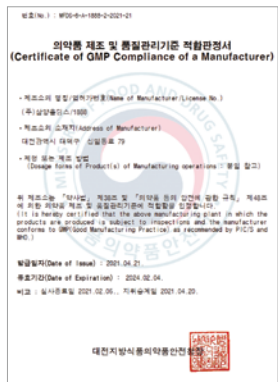 번호(No.) : MFDS-6-A-1888-2-2021-21
의약품 제조 및 품질관리기준 적합판정서
(Certificate of GMP Compliance of a Manufacturer)
- 제조소의 명칭/업허가번호(Name of Manufacturer/License No.)
(주)삼양홀딩스/1888
- 제조소의 소재지(Address of Manufacturer)
대전광역시 대덕구 신일동로 79
- 제형 또는 제조 방법
(Dosage forms of Product(s) of Manufacturing operations : 붙임 참고)
위 제조소는 「약사법」 제38조 및 「의약품 등의 안전에 관한 규칙」 제48조
에 의한 의약품 제조 및 품질관리기준에 적합함을 인정합니다.
(It is hereby certified that the above manufacturing plant in which the
products are produced is subject to inspections and the manufacturer
conforms to GMP(Good Manufacturing Practice) as recommended by PIC/S and
WHO.)
발급일자(Date of Issue) : 2021.04.21.
유효기간(Date of Expiration) : 2024.02.04.
비고 : 실사종료일 2021.02.05., 지위승계일 2021.04.20.
대전지방식품의약품안전청장